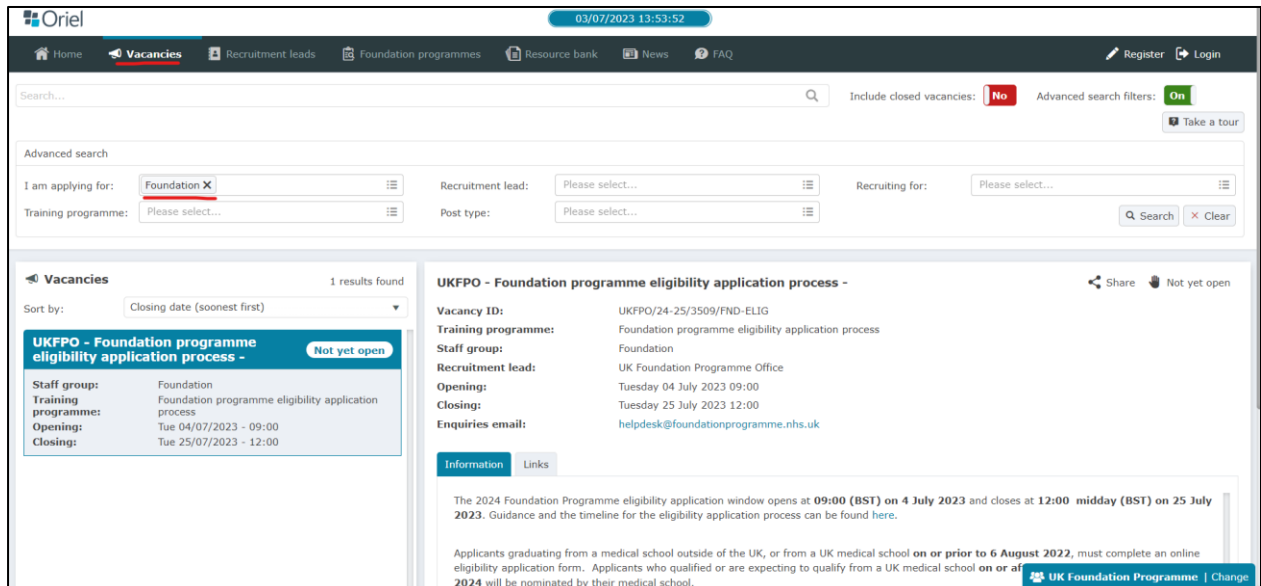 Oriel
03/07/2023 13:53:52
Home Vacancies Recruitment leads Foundation programmes Resource bank News FAQ Register Login
Search... Include closed vacancies: No Advanced search filters: On
Take a tour
Advanced search
I am applying for: Foundation X Recruitment lead: Please select... Recruiting for: Please select...
Training programme: Please select... Post type: Please select... Search × Clear
Vacancies 1 results found
Sort by: Closing date (soonest first)
UKFPO - Foundation programme
eligibility application process - Not yet open
Staff group: Foundation
Training Foundation programme eligibility application
programme: process
Opening: Tue 04/07/2023 - 09:00
Closing: Tue 25/07/2023 - 12:00
UKFPO - Foundation programme eligibility application process - Share Not yet open
Vacancy ID: UKFPO/24-25/3509/FND-ELIG
Training programme: Foundation programme eligibility application process
Staff group: Foundation
Recruitment lead: UK Foundation Programme Office
Opening: Tuesday 04 July 2023 09:00
Closing: Tuesday 25 July 2023 12:00
Enquiries email: helpdesk@foundationprogramme.nhs.uk
Information Links
The 2024 Foundation Programme eligibility application window opens at 09:00 (BST) on 4 July 2023 and closes at 12:00 midday (BST) on 25 July
2023. Guidance and the timeline for the eligibility application process can be found here.
Applicants graduating from a medical school outside of the UK, or from a UK medical school on or prior to 6 August 2022, must complete an online
eligibility application form. Applicants who qualified or are expecting to qualify from a UK medical school on or
2024 will be nominated by their medical school.
UK Foundation Programme | Change